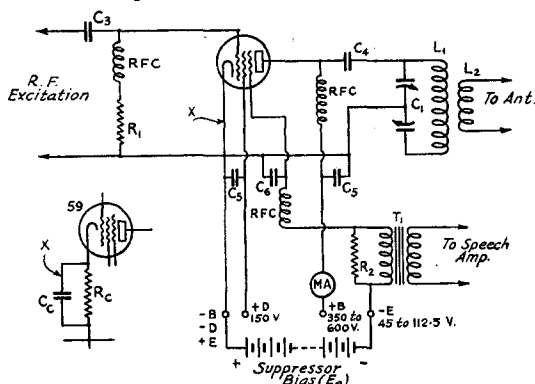 C3
RFC
R. F.
Excitation
R1
X
C4
L1
L2
RFC
C1
To Ant.
C5
C6
C5
RFC
59
X
Cc
Rc
T1
R2
To Speech
Amp.
MA
-B
-D
+E
+D
150 V
+B
350 to
600 V.
-E
45 to 112.5 V.
+
-
Suppressor
Bias (Ec)